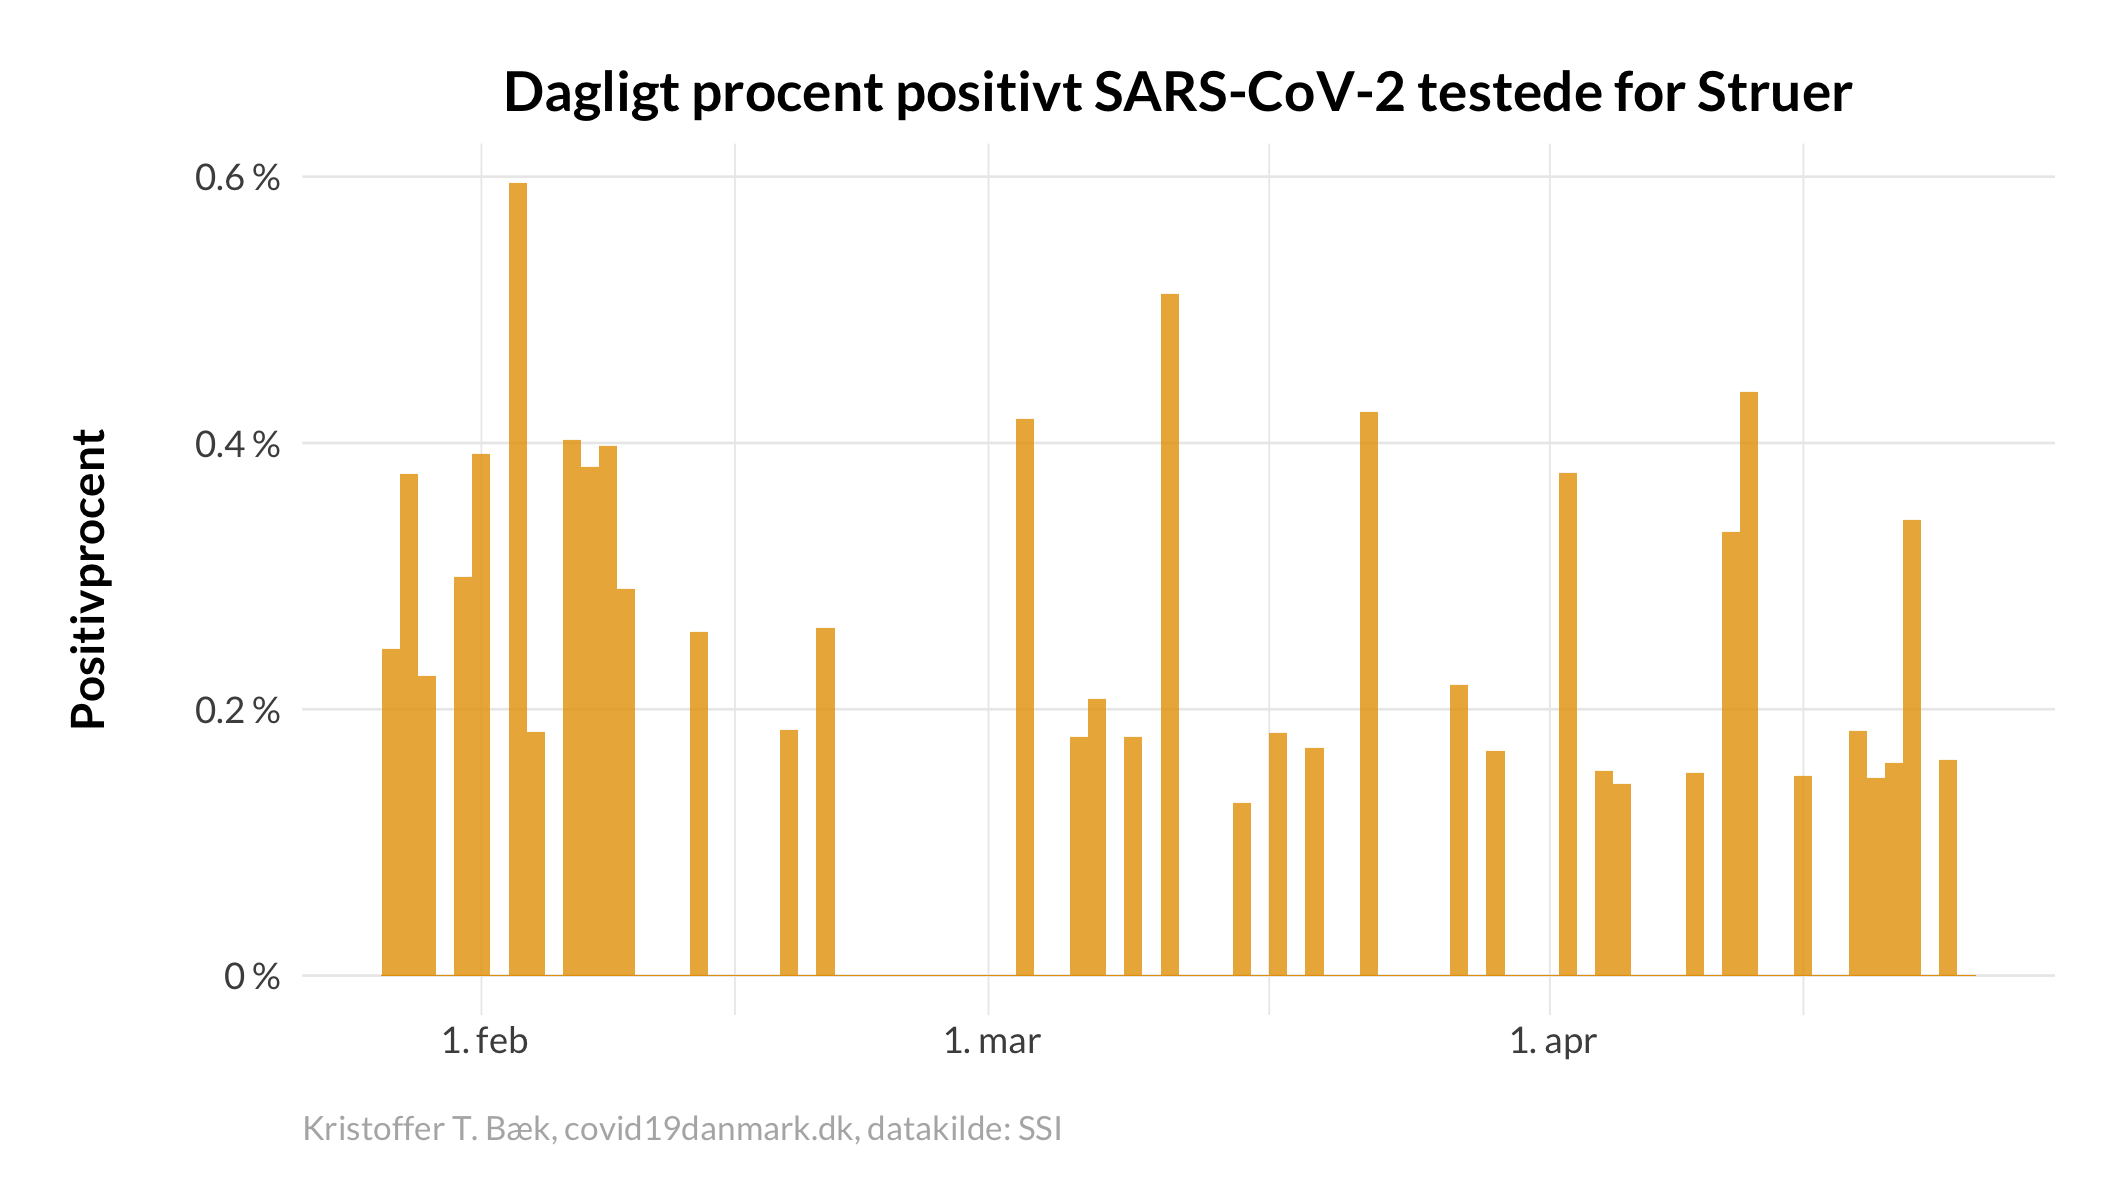 Dagligt procent positivt SARS-CoV-2 testede for Struer
Positivprocent
0.6 %
0.4 %
0.2 %
0 %
1. feb
1. mar
1. apr
Kristoffer T. Bæk, covid19danmark.dk, datakilde: SSI